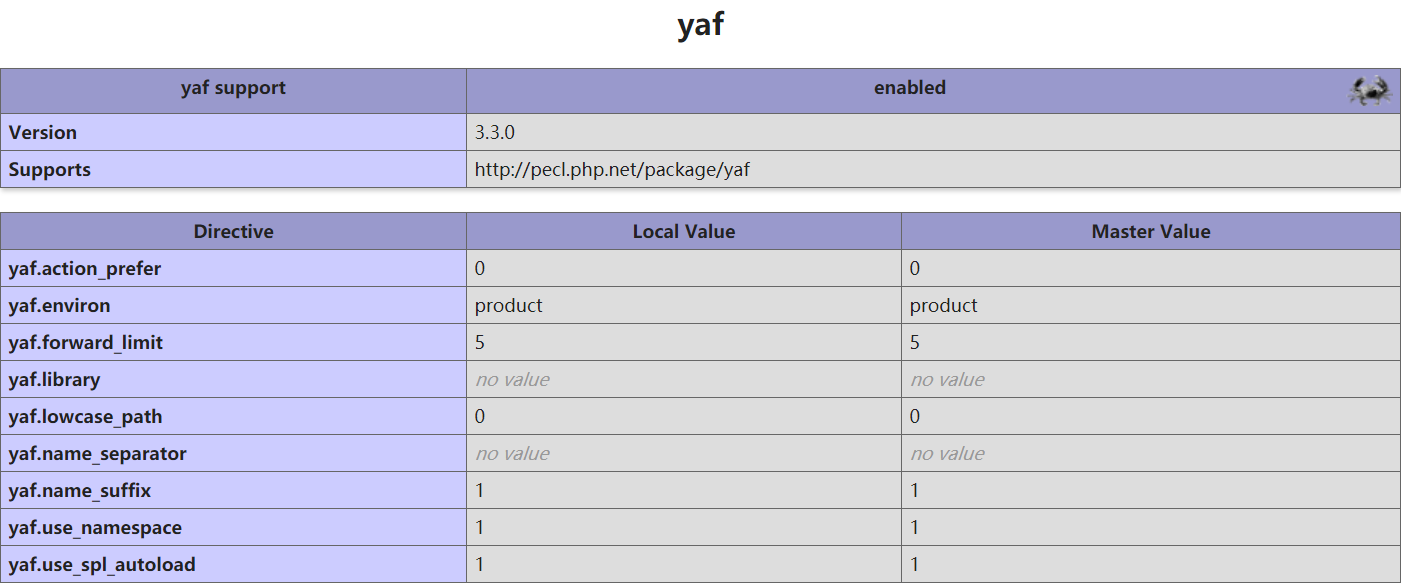 yaf
yaf support enabled
Version 3.3.0
Supports http://pecl.php.net/package/yaf
Directive Local Value Master Value
yaf.action_prefer 0 0
yaf.environ product product
yaf.forward_limit 5 5
yaf.library no value no value
yaf.lowcase_path 0 0
yaf.name_separator no value no value
yaf.name_suffix 1 1
yaf.use_namespace 1 1
yaf.use_spl_autoload 1 1